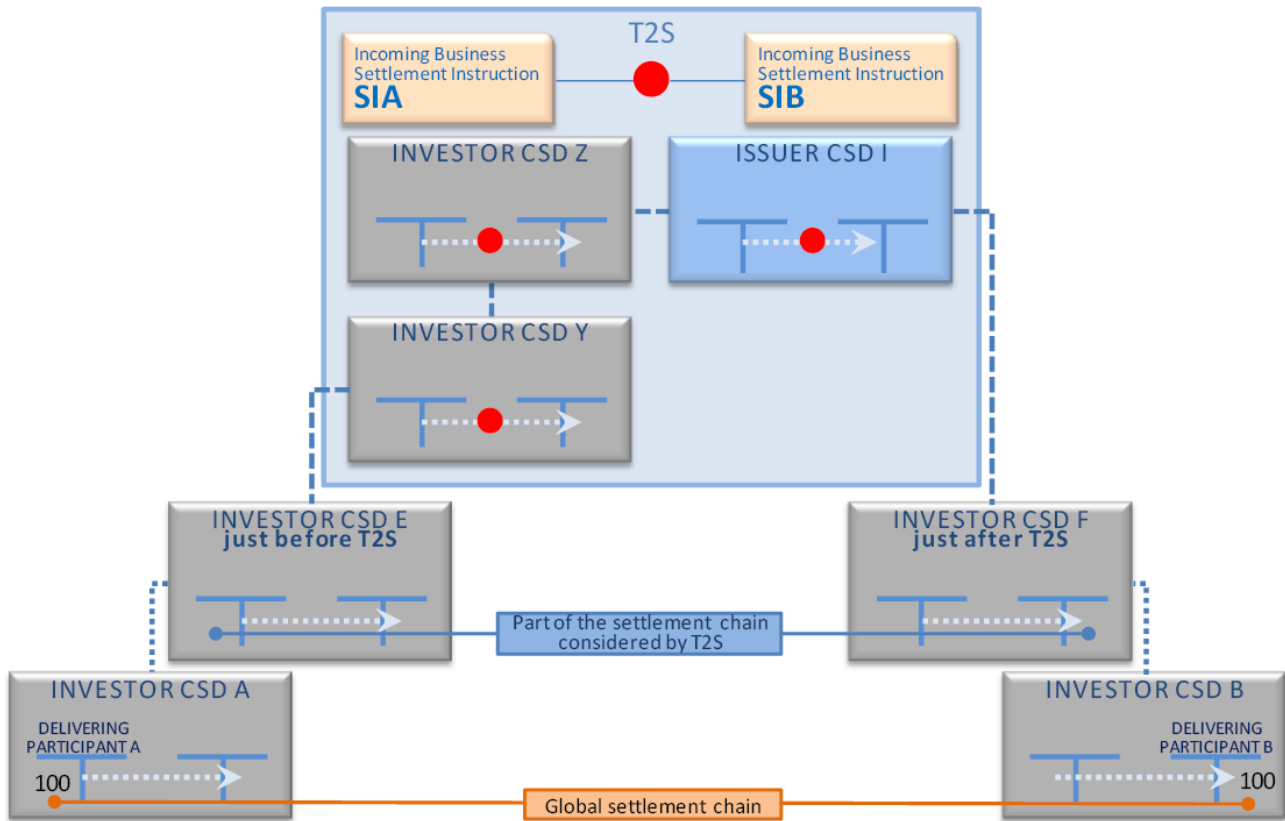 T2S
Incoming Business
Settlement Instruction
SIA
Incoming Business
Settlement Instruction
SIB
INVESTOR CSD Z
ISSUER CSD I
INVESTOR CSD Y
INVESTOR CSD E
just before T2S
INVESTOR CSD F
just after T2S
Part of the settlement chain
considered by T2S
INVESTOR CSD A
DELIVERING
PARTICIPANT A
100
INVESTOR CSD B
DELIVERING
PARTICIPANT B
100
Global settlement chain